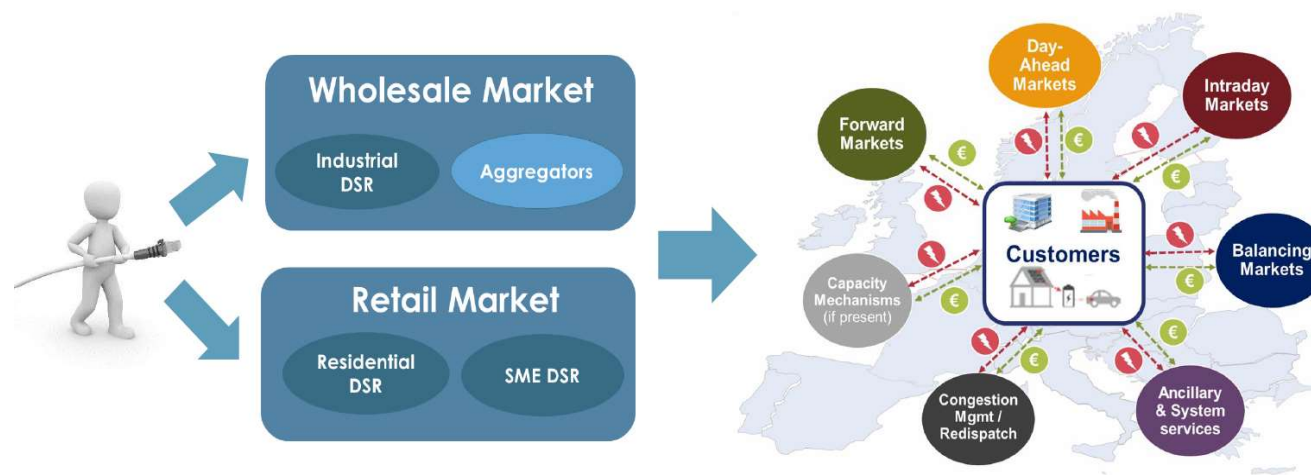 Wholesale Market
Industrial
DSR
Aggregators
Retail Market
Residential
DSR
SME DSR
Day-
Ahead
Markets
Intraday
Markets
Forward
Markets
€
€
€
Customers
Balancing
Markets
€
Capacity
Mechanisms
(if present)
€
Congestion
Mgmt /
Redispatch
€
€
Ancillary
& System
services